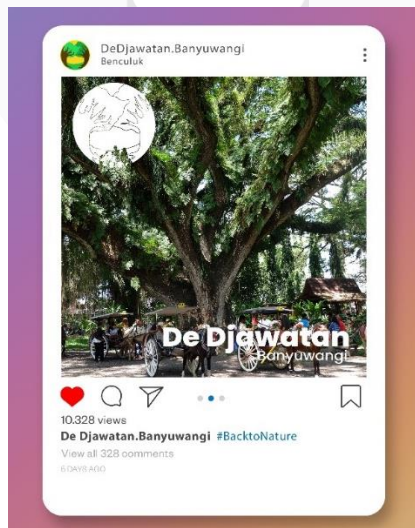 DeDjawatan.Banyuwangi
Benculuk
De Djawatan
Banyuwangi
10.328 views
De Djawatan.Banyuwangi #BacktoNature
View all 328 comments
6 DAYS AGO